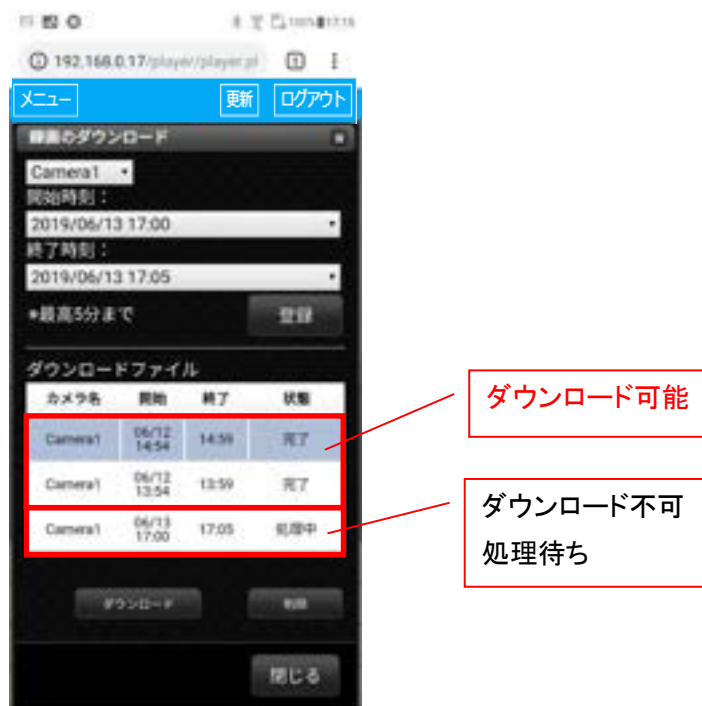 192.168.0.17/player/player.pl
メニュー
更新
ログアウト
録画のダウンロード
Camera1
開始時刻：
2019/06/13 17:00
終了時刻：
2019/06/13 17:05
*最高5分まで
登録
ダウンロードファイル
カメラ名 開始 終了 状態
Camera1 06/12 14:54 14:59 完了
Camera1 06/12 13:54 13:59 完了
Camera1 06/13 17:00 17:05 処理中
ダウンロード
削除
閉じる
ダウンロード可能
ダウンロード不可
処理待ち